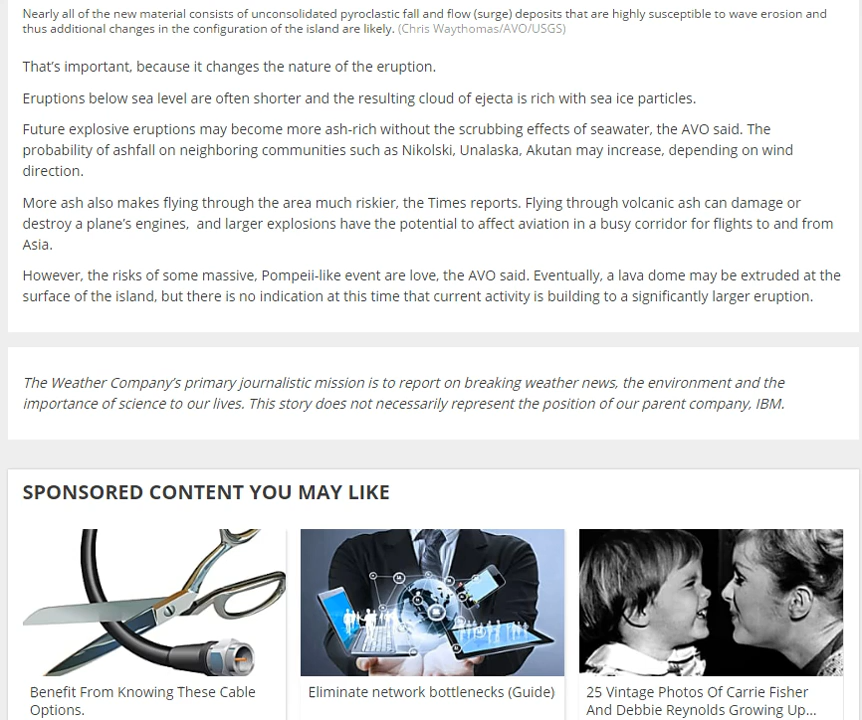 Nearly all of the new material consists of unconsolidated pyroclastic fall and flow (surge) deposits that are highly susceptible to wave erosion and
thus additional changes in the configuration of the island are likely. (Chris Waythomas/AVO/USGS)
That's important, because it changes the nature of the eruption.
Eruptions below sea level are often shorter and the resulting cloud of ejecta is rich with sea ice particles.
Future explosive eruptions may become more ash-rich without the scrubbing effects of seawater, the AVO said. The
probability of ashfall on neighboring communities such as Nikolski, Unalaska, Akutan may increase, depending on wind
direction.
More ash also makes flying through the area much riskier, the Times reports. Flying through volcanic ash can damage or
destroy a plane's engines,  and larger explosions have the potential to affect aviation in a busy corridor for flights to and from
Asia.
However, the risks of some massive, Pompeii-like event are love, the AVO said. Eventually, a lava dome may be extruded at the
surface of the island, but there is no indication at this time that current activity is building to a significantly larger eruption.
The Weather Company's primary journalistic mission is to report on breaking weather news, the environment and the
importance of science to our lives. This story does not necessarily represent the position of our parent company, IBM.
SPONSORED CONTENT YOU MAY LIKE
Benefit From Knowing These Cable
Options.
Eliminate network bottlenecks (Guide)
25 Vintage Photos Of Carrie Fisher
And Debbie Reynolds Growing Up...